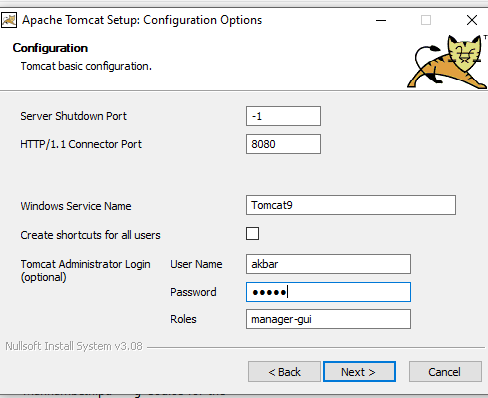 Apache Tomcat Setup: Configuration Options
Configuration
Tomcat basic configuration.
TM
Server Shutdown Port -1
HTTP/1.1 Connector Port 8080
Windows Service Name Tomcat9
Create shortcuts for all users
Tomcat Administrator Login (optional)
User Name akbar
Password ●●●●●
Roles manager-gui
Nullsoft Install System v3.08
< Back Next > Cancel